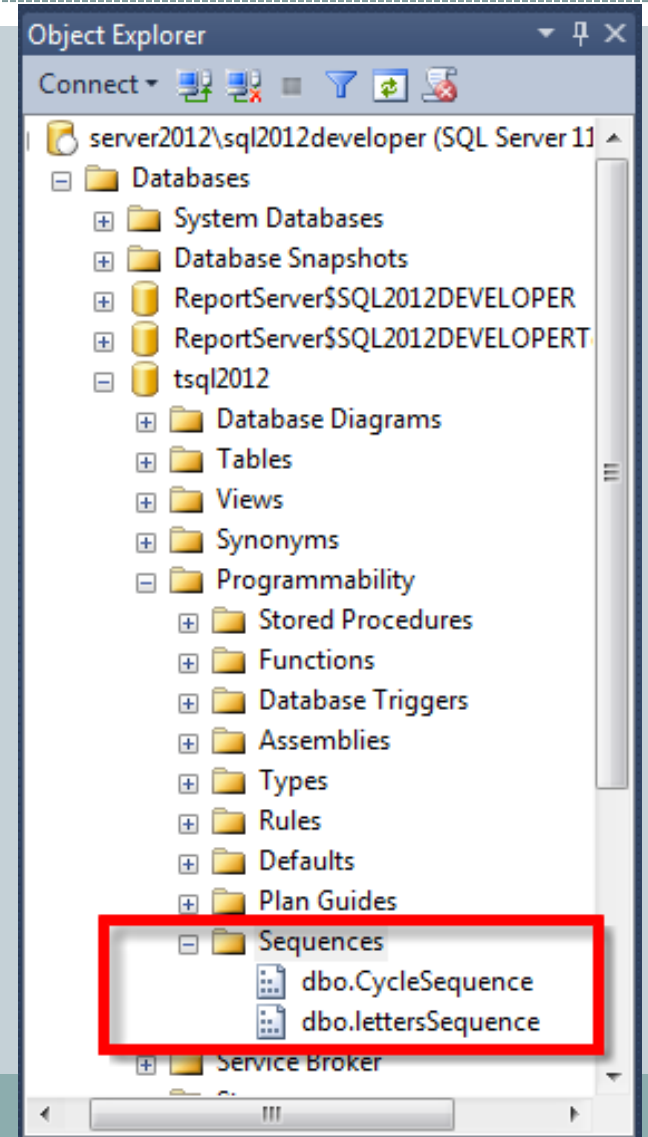 Object Explorer
Connect
server2012\sql2012developer (SQL Server 11
Databases
System Databases
Database Snapshots
ReportServer$SQL2012DEVELOPER
ReportServer$SQL2012DEVELOPERT
tsql2012
Database Diagrams
Tables
Views
Synonyms
Programmability
Stored Procedures
Functions
Database Triggers
Assemblies
Types
Rules
Defaults
Plan Guides
Sequences
dbo.CycleSequence
dbo.lettersSequence
Service Broker